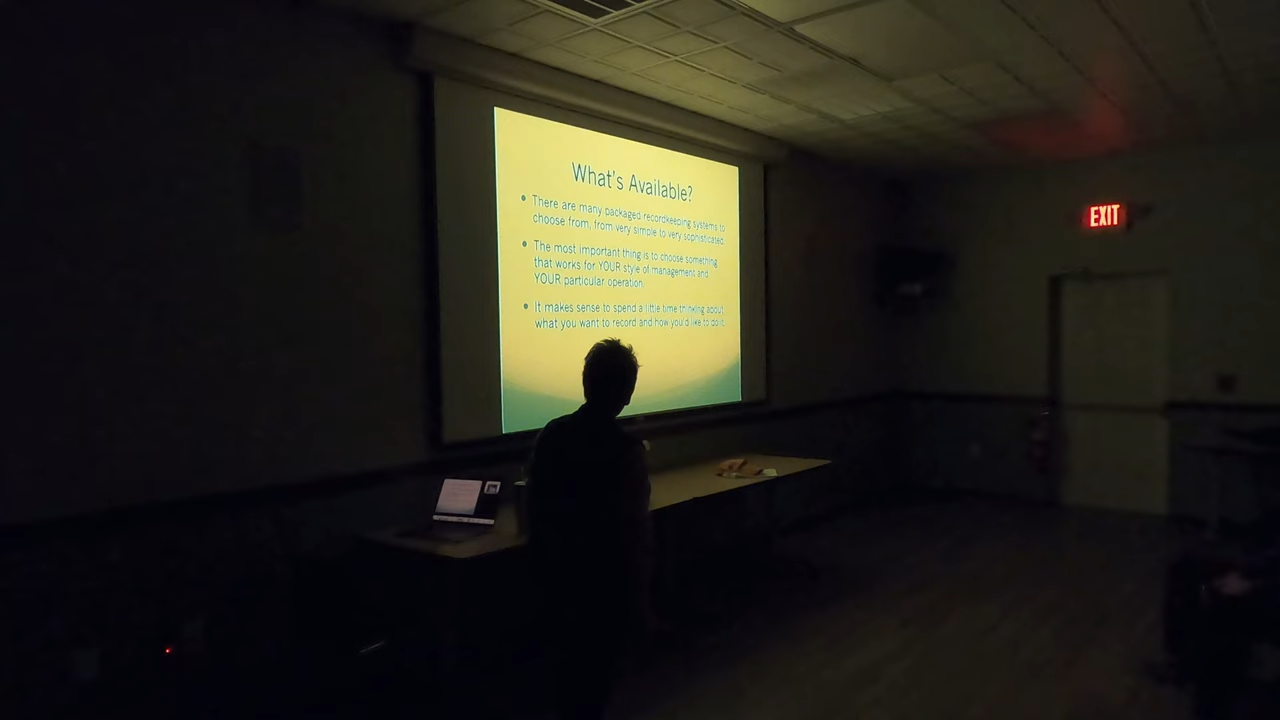 What's Available?
• There are many packaged recordkeeping systems to
choose from, from very simple to very sophisticated.
• The most important thing is to choose something
that works for YOUR style of management and
YOUR particular operation.
• It makes sense to spend a little time thinking about
what you want to record and how you'd like to do it.
EXIT